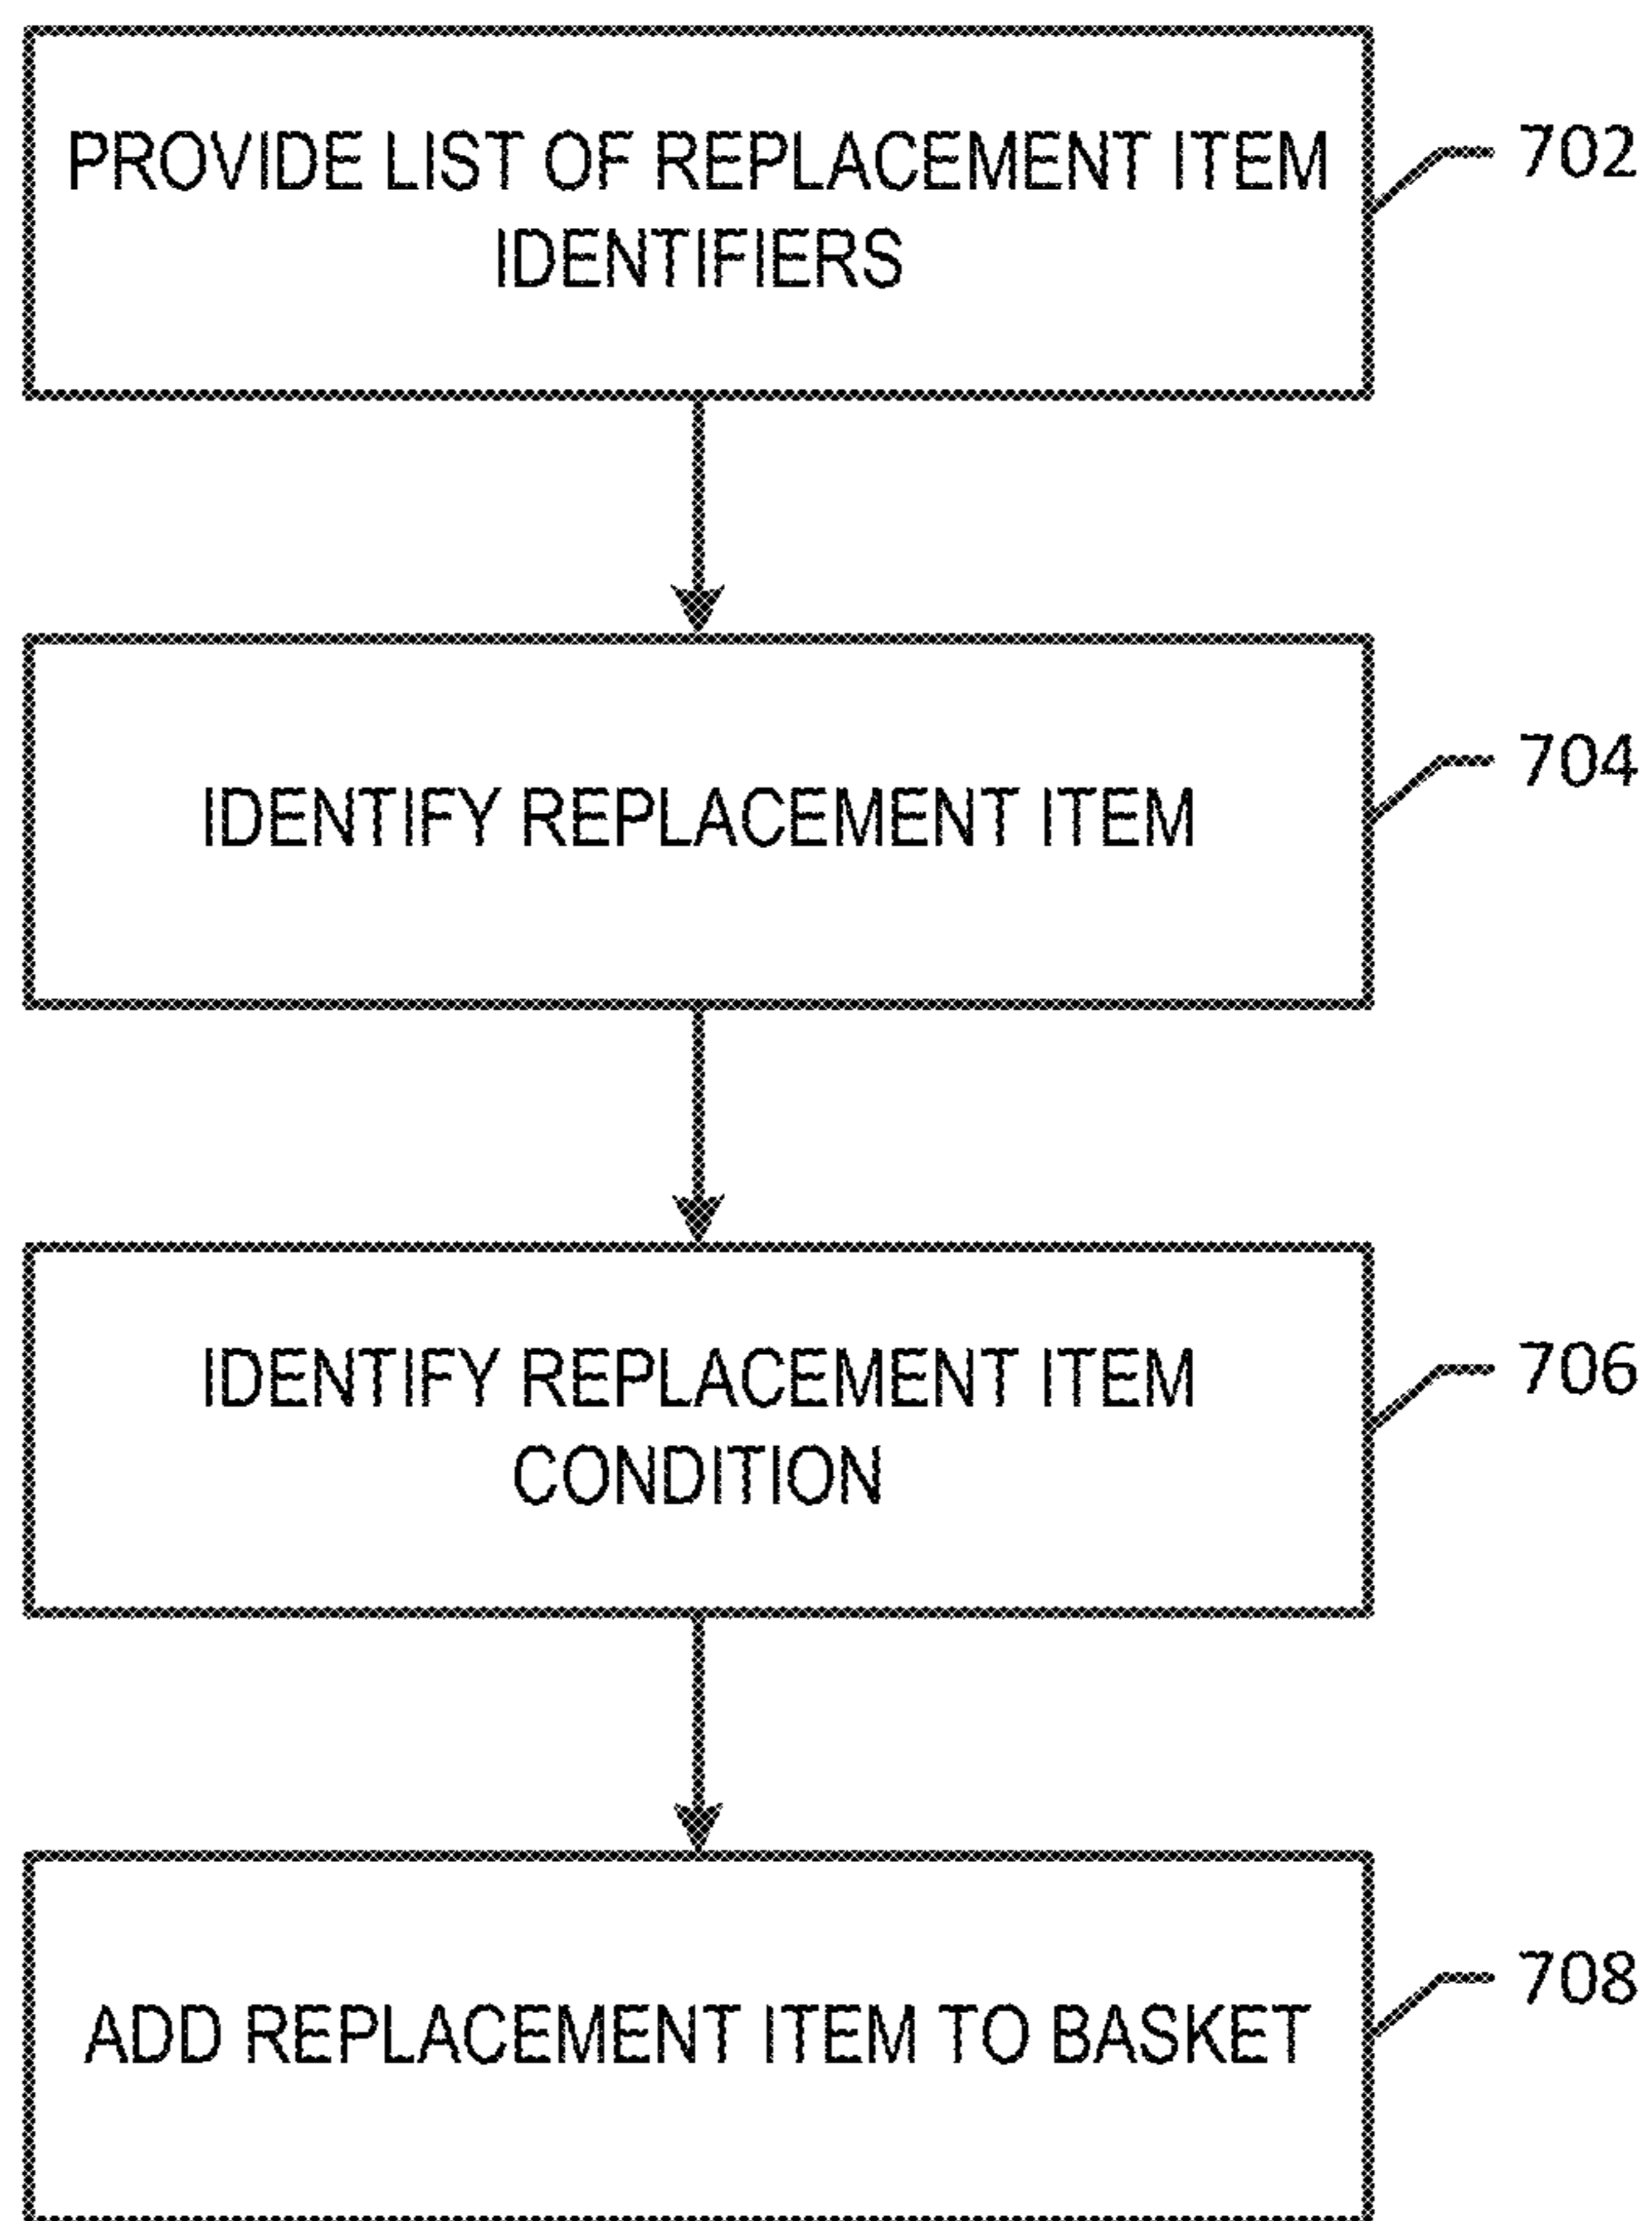 PROVIDE LIST OF REPLACEMENT ITEM
IDENTIFIERS
702
IDENTIFY REPLACEMENT ITEM
704
IDENTIFY REPLACEMENT ITEM
CONDITION
706
ADD REPLACEMENT ITEM TO BASKET
708